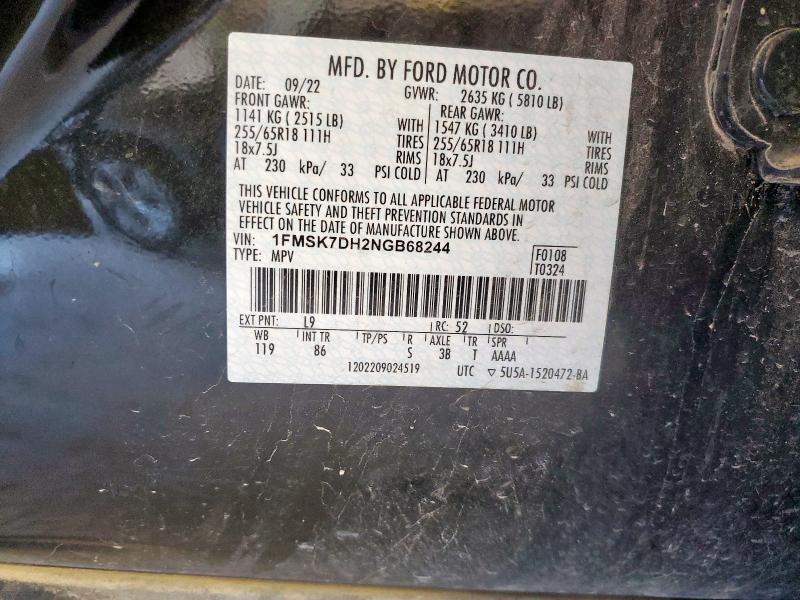 MFD. BY FORD MOTOR CO.
DATE: 09/22 GVWR: 2635 KG ( 5810 LB)
FRONT GAWR: REAR GAWR:
1141 KG ( 2515 LB) WITH 1547 KG ( 3410 LB) WITH
255/65R18 111H TIRES 255/65R18 111H TIRES
18x7.5J RIMS 18x7.5J RIMS
AT 230 kPa/ 33 PSI COLD AT 230 kPa/ 33 PSI COLD
THIS VEHICLE CONFORMS TO ALL APPLICABLE FEDERAL MOTOR
VEHICLE SAFETY AND THEFT PREVENTION STANDARDS IN
EFFECT ON THE DATE OF MANUFACTURE SHOWN ABOVE.
VIN: 1FMSK7DH2NGB68244 F0108
TYPE: MPV T0324
EXT PNT: L9 RC: 52 DSO:
WB INT TR TP/PS R AXLE TR SPR
119 86 S 3B T AAAA
1202209024519 UTC ▽ 5U5A-1520472-BA